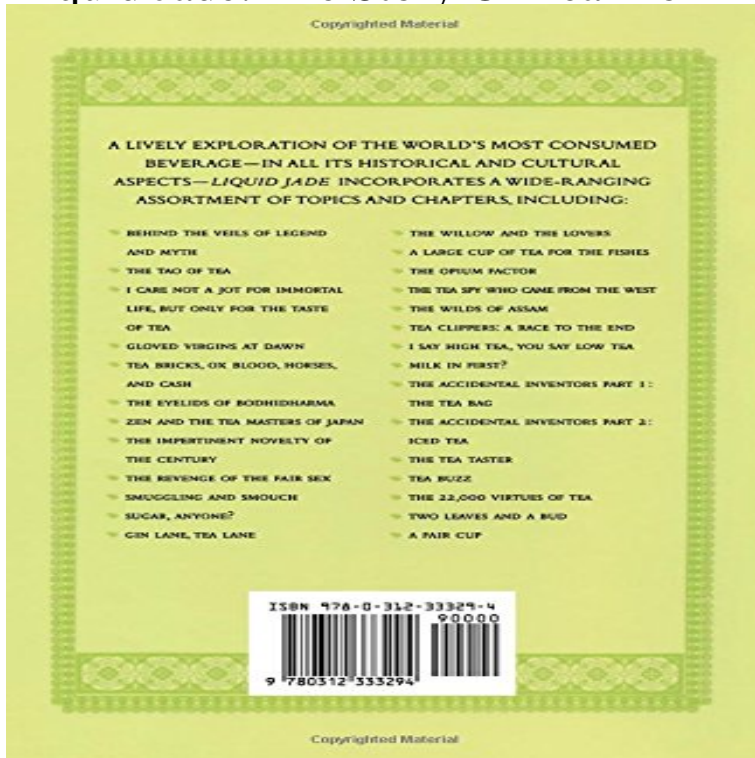 Copyrighted Material
A LIVELY EXPLORATION OF THE WORLD'S MOST CONSUMED
BEVERAGE—IN ALL ITS HISTORICAL AND CULTURAL
ASPECTS—LIQUID JADE INCORPORATES A WIDE-RANGING
ASSORTMENT OF TOPICS AND CHAPTERS, INCLUDING:
BEHIND THE VEILS OF LEGEND
AND MYTH
THE TAO OF TEA
I CARE NOT A JOT FOR IMMORTAL
LIFE, BUT ONLY FOR THE TASTE
OF TEA
GLOVED VIRGINS AT DAWN
TEA BRICKS, OX BLOOD, HORSES,
AND CASH
THE EYELIDS OF BODHIDHARMA
ZEN AND THE TEA MASTERS OF JAPAN
THE IMPERTINENT NOVELTY OF
THE CENTURY
THE REVENGE OF THE FAIR SEX
SMUGGLING AND SMOUCH
SUGAR, ANYONE?
GIN LANE, TEA LANE
THE WILLOW AND THE LOVERS
A LARGE CUP OF TEA FOR THE FISHES
THE OPIUM FACTOR
THE TEA SPY WHO CAME FROM THE WEST
THE WILDS OF ASSAM
TEA CLIPPERS: A RACE TO THE END
I SAY HIGH TEA, YOU SAY LOW TEA
MILK IN FIRST?
THE ACCIDENTAL INVENTORS PART 1:
THE TEA BAG
THE ACCIDENTAL INVENTORS PART 2:
ICED TEA
THE TEA TASTER
TEA BUZZ
THE 22,000 VIRTUES OF TEA
TWO LEAVES AND A BUD
A FAIR CUP
ISBN 978-0-312-33329-4
90000
9 780312 333294
Copyrighted Material